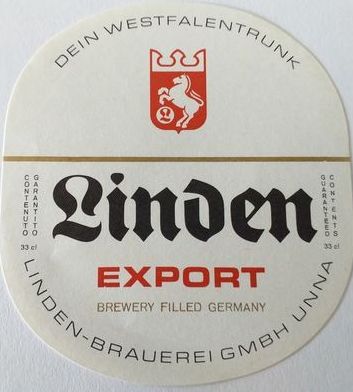 DEIN WESTFALENTRUNK
L
CONTENUTO
GARANTITO
33 cl
Linden
GUARANTEED
CONTENTS
33 cl
EXPORT
BREWERY FILLED GERMANY
LINDEN-BRAUEREI GMBH UNNA